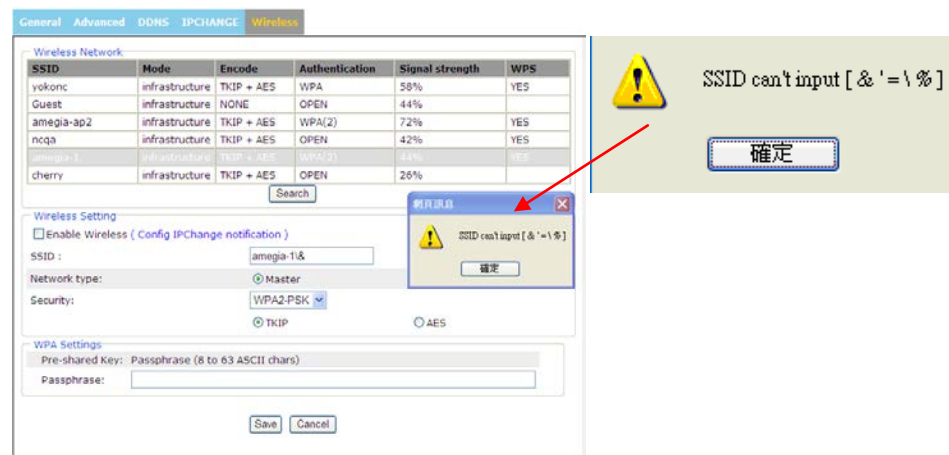 General Advanced DDNS IPCHANGE Wireless
Wireless Network
SSID Mode Encode Authentication Signal strength WPS
yokonc infrastructure TKIP + AES WPA 58% YES
Guest infrastructure NONE OPEN 44%
amegia-ap2 infrastructure TKIP + AES WPA(2) 72% YES
ncqa infrastructure TKIP + AES OPEN 42% YES
amegia-1 infrastructure TKIP + AES WPA(2) 44% YES
cherry infrastructure TKIP + AES OPEN 26%
Search
Wireless Setting
Enable Wireless ( Config IPChange notification )
SSID : amegia-1\&
Network type: Master
Security: WPA2-PSK
TKIP AES
WPA Settings
Pre-shared Key: Passphrase (8 to 63 ASCII chars)
Passphrase:
Save Cancel
網頁訊息
SSID can't input [ & ' = \ % ]
確定
SSID can't input [ & ' = \ % ]
確定